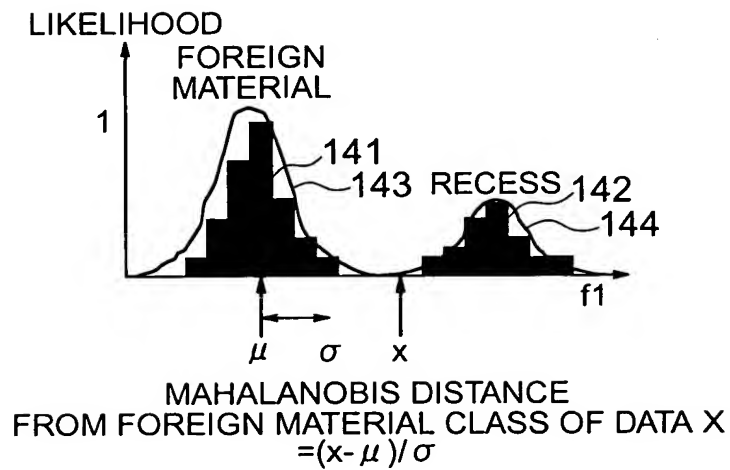 LIKELIHOOD
FOREIGN
MATERIAL
1
141
143
RECESS
142
144
f1
μ
σ
x
MAHALANOBIS DISTANCE
FROM FOREIGN MATERIAL CLASS OF DATA X
=(x-μ)/σ